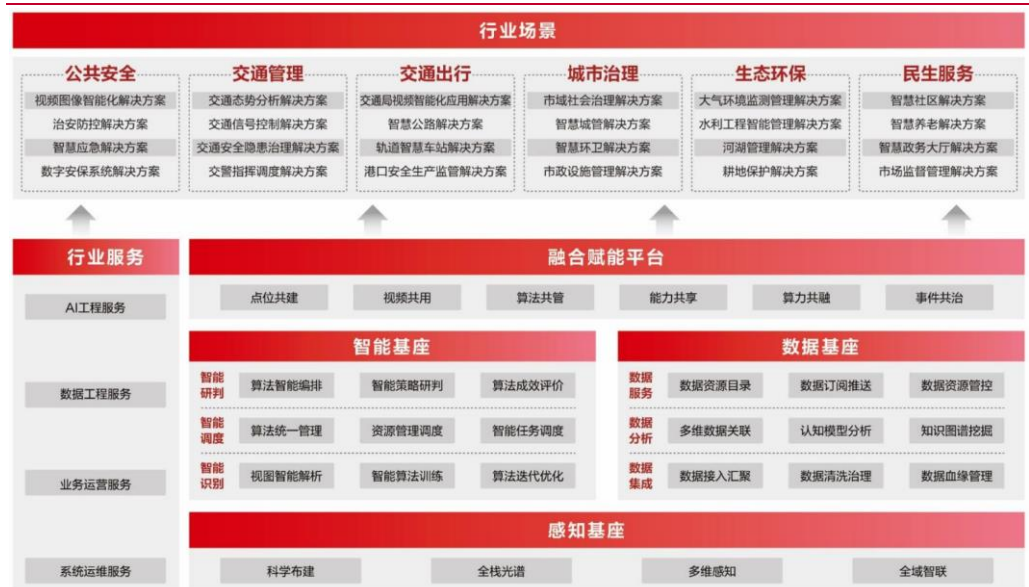 行业场景
公共安全 交通管理 交通出行 城市治理 生态环保 民生服务
视频图像智能化解决方案 交通态势分析解决方案 交通局视频智能化应用解决方案 市域社会治理解决方案 大气环境监测管理解决方案 智慧社区解决方案
治安防控解决方案 交通信号控制解决方案 智慧公路解决方案 智慧城管解决方案 水利工程智能管理解决方案 智慧养老解决方案
智慧应急解决方案 交通安全隐患治理解决方案 轨道智慧车站解决方案 智慧环卫解决方案 河湖管理解决方案 智慧政务大厅解决方案
数字安保系统解决方案 交警指挥调度解决方案 港口安全生产监管解决方案 市政设施管理解决方案 耕地保护解决方案 市场监督管理解决方案
行业服务
AI工程服务
数据工程服务
业务运营服务
系统运维服务
融合赋能平台
点位共建 视频共用 算法共管 能力共享 算力共融 事件共治
智能基座
智能研判 算法智能编排 智能策略研判 算法成效评价
智能调度 算法统一管理 资源管理调度 智能任务调度
智能识别 视图智能解析 智能算法训练 算法迭代优化
数据基座
数据服务 数据资源目录 数据订阅推送 数据资源管控
数据分析 多维数据关联 认知模型分析 知识图谱挖掘
数据集成 数据接入汇聚 数据清洗治理 数据血缘管理
感知基座
科学布建 全栈光谱 多维感知 全域智联